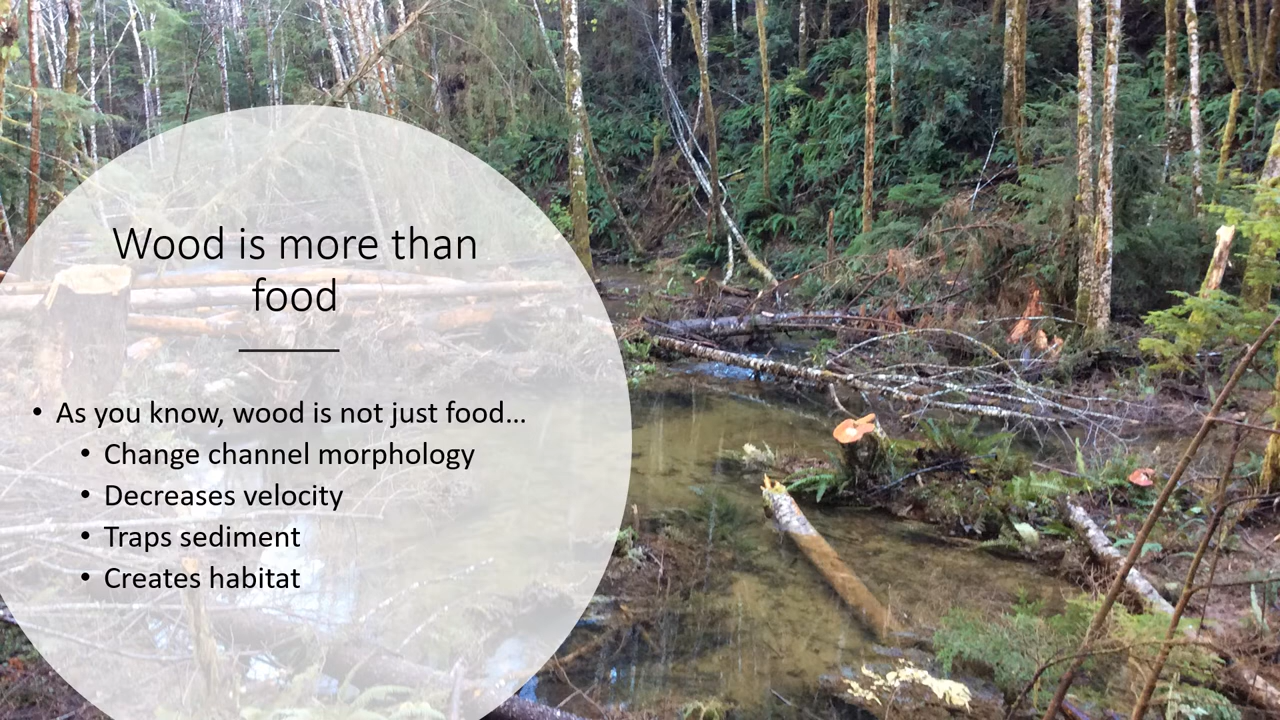 Wood is more than
food
• As you know, wood is not just food…
• Change channel morphology
• Decreases velocity
• Traps sediment
• Creates habitat